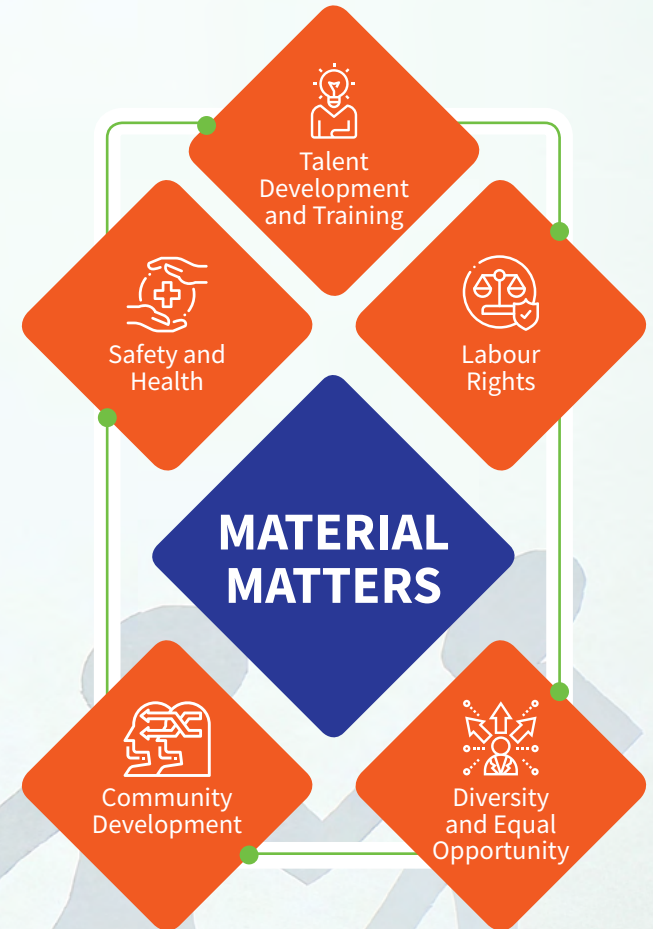 Talent
Development
and Training
Safety and
Health
Labour
Rights
MATERIAL
MATTERS
Community
Development
Diversity
and Equal
Opportunity